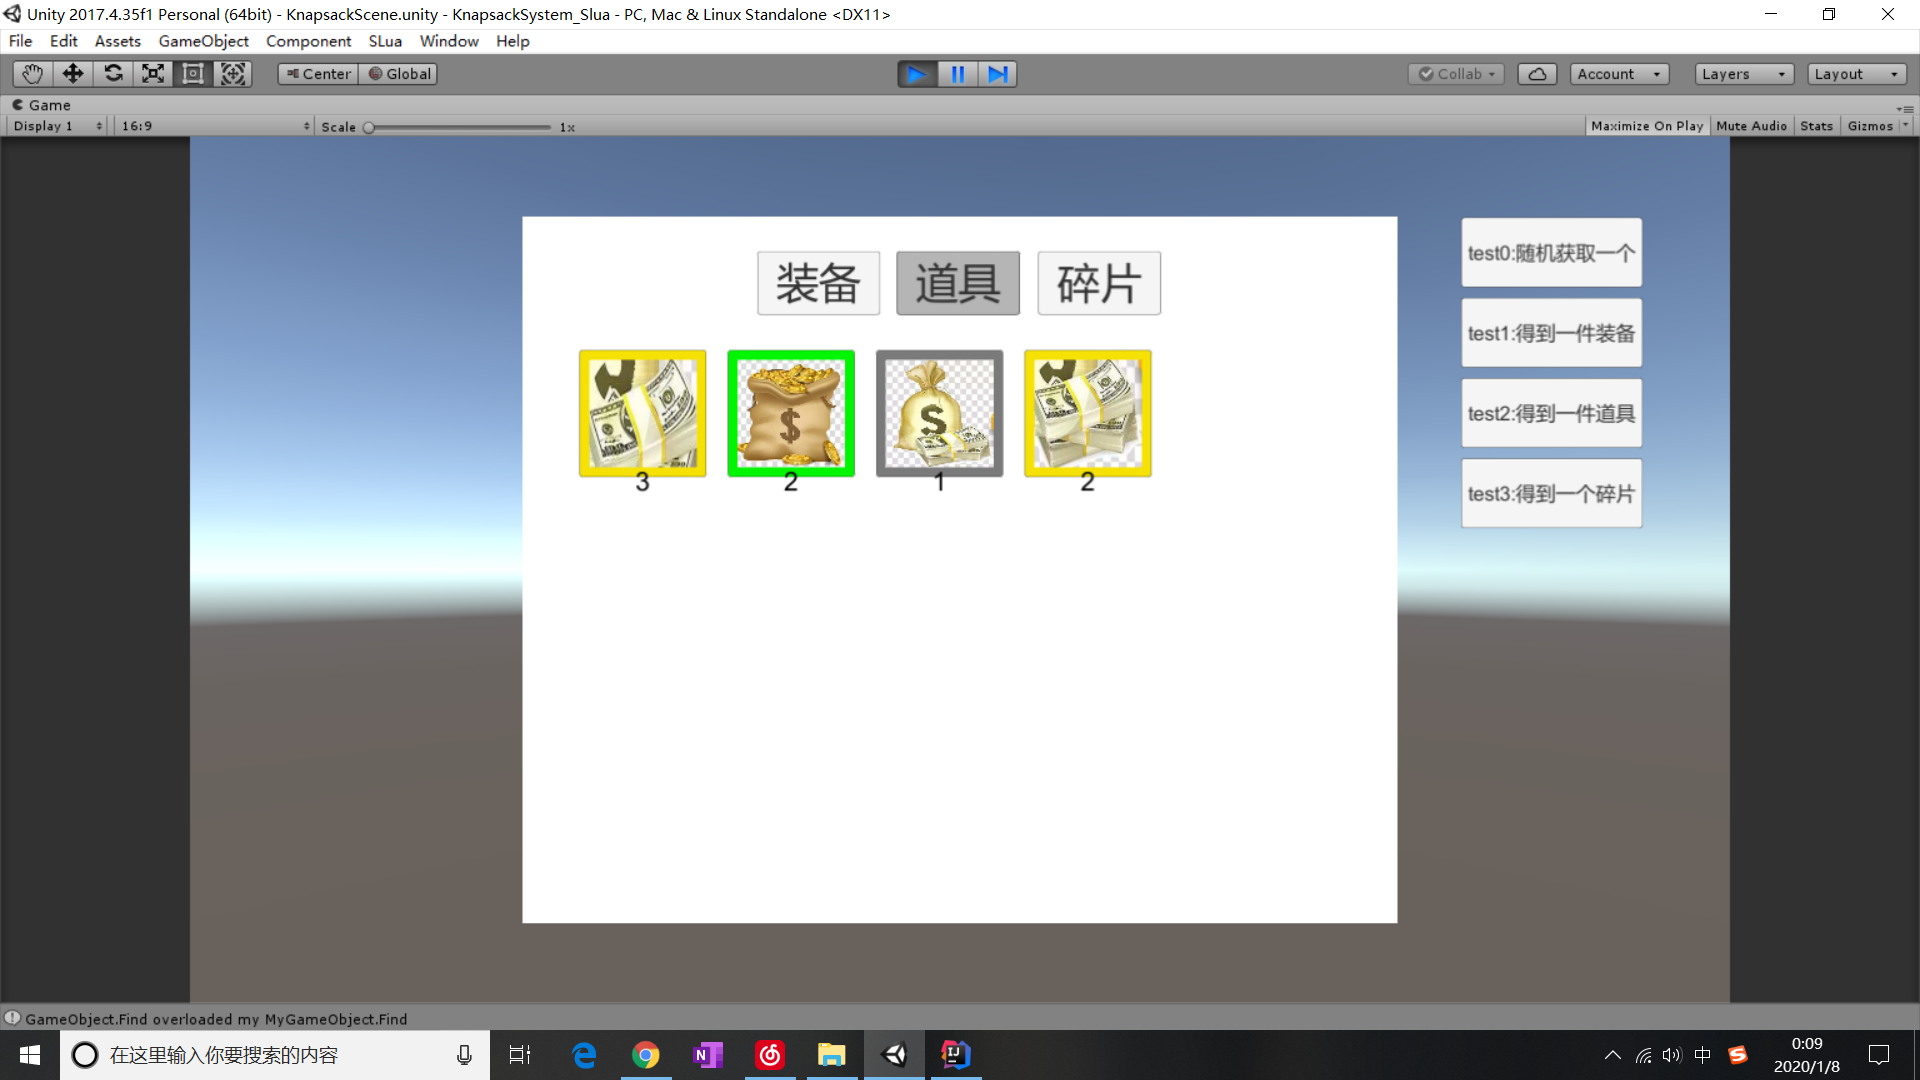 Unity 2017.4.35f1 Personal (64bit) - KnapsackScene.unity - KnapsackSystem_Slua - PC, Mac & Linux Standalone <DX11>
File Edit Assets GameObject Component SLua Window Help
Center Global Collab Account Layers Layout
Game
Display 1 16:9 Scale 1x Maximize On Play Mute Audio Stats Gizmos
装备 道具 碎片
3 2 1 2
test0:随机获取一个
test1:得到一件装备
test2:得到一件道具
test3:得到一个碎片
GameObject.Find overloaded my MyGameObject.Find
在这里输入你要搜索的内容
中
0:09
2020/1/8